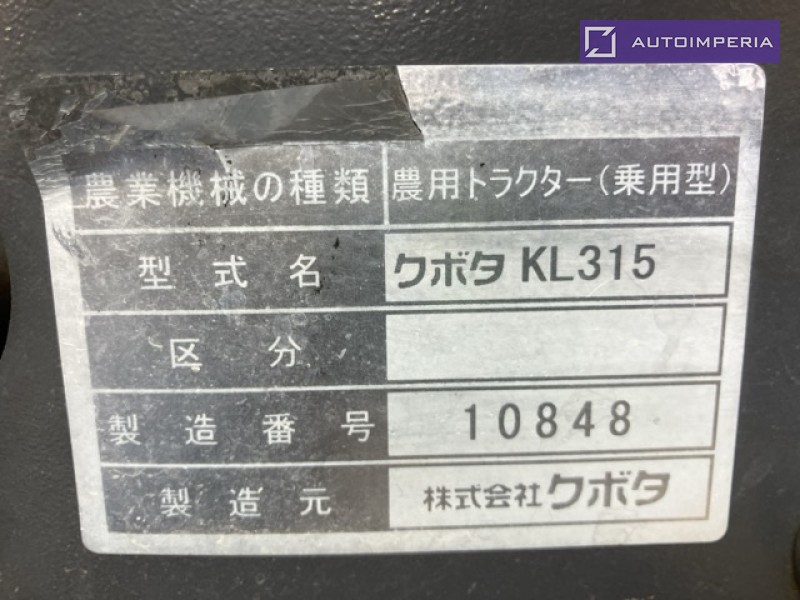 AUTOIMPERIA
農業機械の種類 農用トラクター(乗用型)
型式名 クボタ KL315
区分
製造番号 10848
製造元 株式会社クボタ